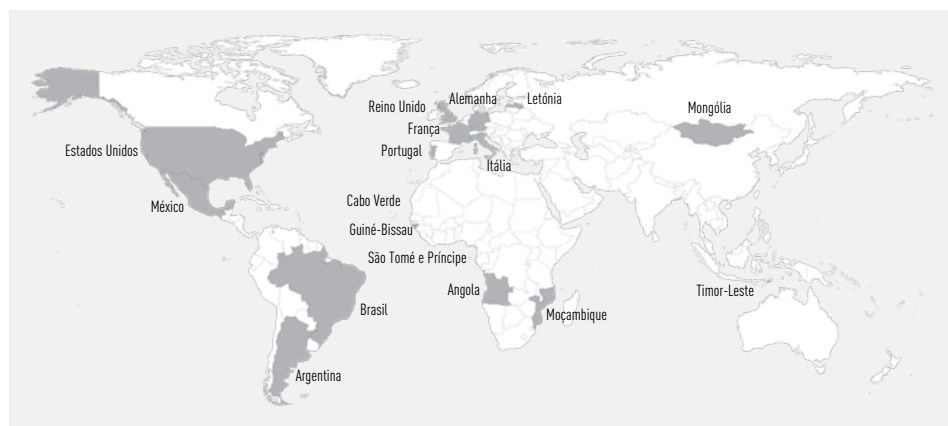 Reino Unido
Alemanha
Letónia
Mongólia
França
Estados Unidos
Portugal
Itália
México
Cabo Verde
Guiné-Bissau
São Tomé e Príncipe
Angola
Timor-Leste
Brasil
Moçambique
Argentina